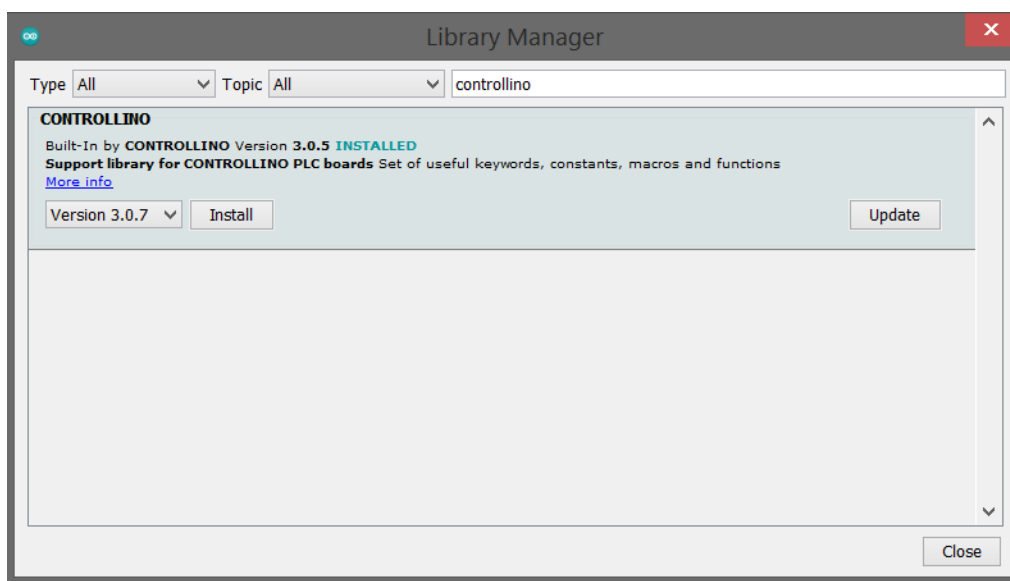 Library Manager
Type All Topic All controllino
CONTROLLINO
Built-In by CONTROLLINO Version 3.0.5 INSTALLED
Support library for CONTROLLINO PLC boards Set of useful keywords, constants, macros and functions
More info
Version 3.0.7 Install Update
Close